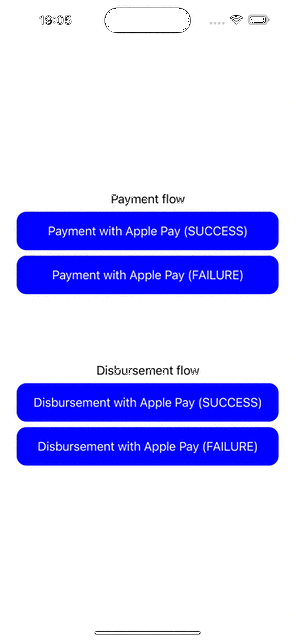 19:05
Payment flow
Payment with Apple Pay (SUCCESS)
Payment with Apple Pay (FAILURE)
Disbursement flow
Disbursement with Apple Pay (SUCCESS)
Disbursement with Apple Pay (FAILURE)